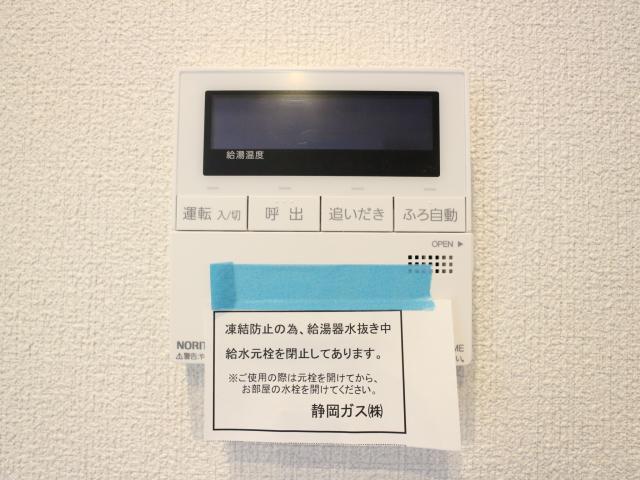 給湯温度
運転 入/切 呼出 追いだき ふろ自動
OPEN ▶
凍結防止の為、給湯器水抜き中
給水元栓を閉止してあります。
※ご使用の際は元栓を開けてから、
お部屋の水栓を開けてください。
静岡ガス㈱